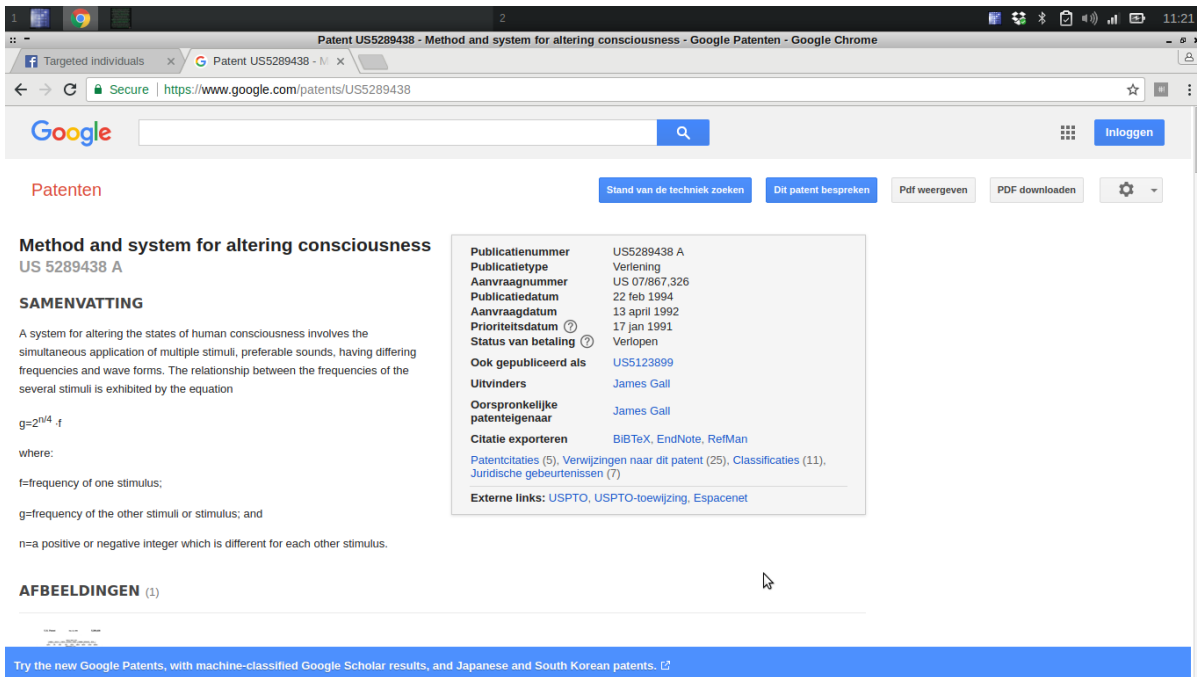 1
2
11:21
Patent US5289438 - Method and system for altering consciousness - Google Patenten - Google Chrome
Targeted individuals
Patent US5289438 - M
Secure | https://www.google.com/patents/US5289438
Google
Inloggen
Patenten
Stand van de techniek zoeken
Dit patent bespreken
Pdf weergeven
PDF downloaden
Method and system for altering consciousness
US 5289438 A
SAMENVATTING
A system for altering the states of human consciousness involves the
simultaneous application of multiple stimuli, preferable sounds, having differing
frequencies and wave forms. The relationship between the frequencies of the
several stimuli is exhibited by the equation
g=2^n/4 ·f
where:
f=frequency of one stimulus;
g=frequency of the other stimuli or stimulus; and
n=a positive or negative integer which is different for each other stimulus.
AFBEELDINGEN (1)
Publicatienummer US5289438 A
Publicatietype Verlening
Aanvraagnummer US 07/867,326
Publicatiedatum 22 feb 1994
Aanvraagdatum 13 april 1992
Prioriteitsdatum ? 17 jan 1991
Status van betaling ? Verlopen
Ook gepubliceerd als US5123899
Uitvinders James Gall
Oorspronkelijke
patenteigenaar James Gall
Citatie exporteren BiBTeX, EndNote, RefMan
Patentcitaties (5), Verwijzingen naar dit patent (25), Classificaties (11),
Juridische gebeurtenissen (7)
Externe links: USPTO, USPTO-toewijzing, Espacenet
Try the new Google Patents, with machine-classified Google Scholar results, and Japanese and South Korean patents.